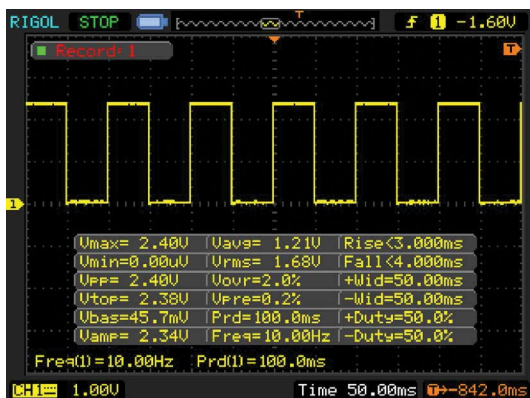 RIGOL STOP T f 1 -1.60V
Record: 1 T
1
Vmax= 2.40V Vavg= 1.21V Rise<3.000ms
Vmin=0.00uV Vrms= 1.68V Fall<4.000ms
Vpp= 2.40V Vovr=2.0% +Wid=50.00ms
Vtop= 2.38V Vpre=0.2% -Wid=50.00ms
Vbas=45.7mV Prd=100.0ms +Duty=50.0%
Vamp= 2.34V Freq=10.00Hz -Duty=50.0%
Freq(1)=10.00Hz Prd(1)=100.0ms
CH1 1.00V Time 50.00ms T→-842.0ms